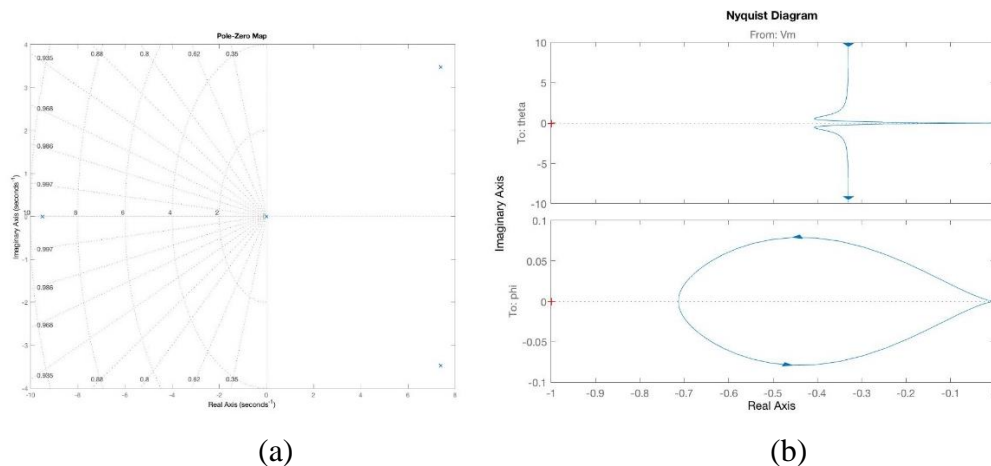 Pole-Zero Map
0.935 0.88 0.8 0.62 0.35
4
0.968
3
0.986
2
0.997
1
10 8 6 4 2
0
0.997
-1
0.986
-2
0.968
-3
0.935 0.88 0.8 0.62 0.35
-4
-10 -8 -6 -4 -2 0 2 4 6 8
Real Axis (seconds⁻¹)
Imaginary Axis (seconds⁻¹)
(a)
Nyquist Diagram
From: Vm
10
5
0
-5
-10
To: theta
0.1
0.05
0
-0.05
-0.1
To: phi
Imaginary Axis
-1 -0.9 -0.8 -0.7 -0.6 -0.5 -0.4 -0.3 -0.2 -0.1
Real Axis
(b)